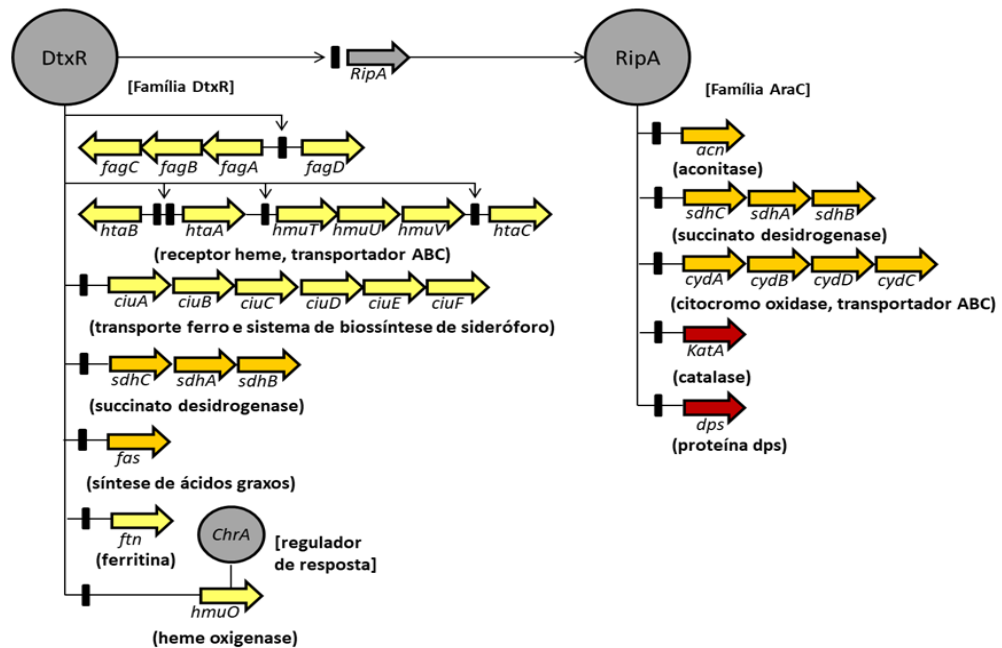 DtxR
RipA
RipA
[Família DtxR]
[Família AraC]
fagC fagB fagA fagD
htaB htaA hmuT hmuU hmuV htaC
(receptor heme, transportador ABC)
ciuA ciuB ciuC ciuD ciuE ciuF
(transporte ferro e sistema de biossíntese de sideróforo)
sdhC sdhA sdhB
(succinato desidrogenase)
fas
(síntese de ácidos graxos)
ftn
(ferritina)
ChrA
[regulador
de resposta]
hmuO
(heme oxigenase)
acn
(aconitase)
sdhC sdhA sdhB
(succinato desidrogenase)
cydA cydB cydD cydC
(citocromo oxidase, transportador ABC)
KatA
(catalase)
dps
(proteína dps)